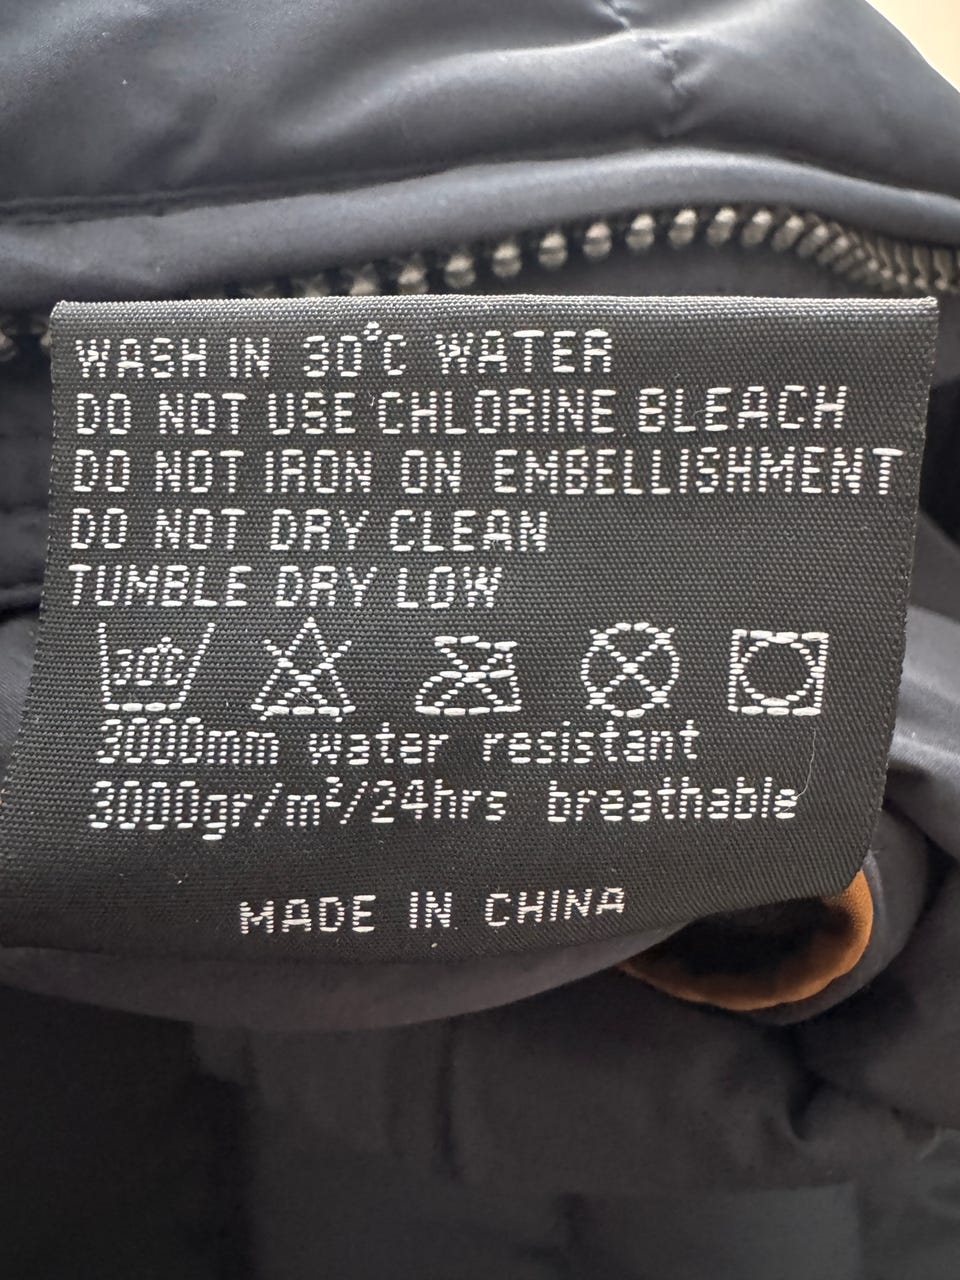 WASH IN 30°C WATER
DO NOT USE CHLORINE BLEACH
DO NOT IRON ON EMBELLISHMENT
DO NOT DRY CLEAN
TUMBLE DRY LOW
30°C
3000mm water resistant
3000gr/m²/24hrs breathable
MADE IN CHINA